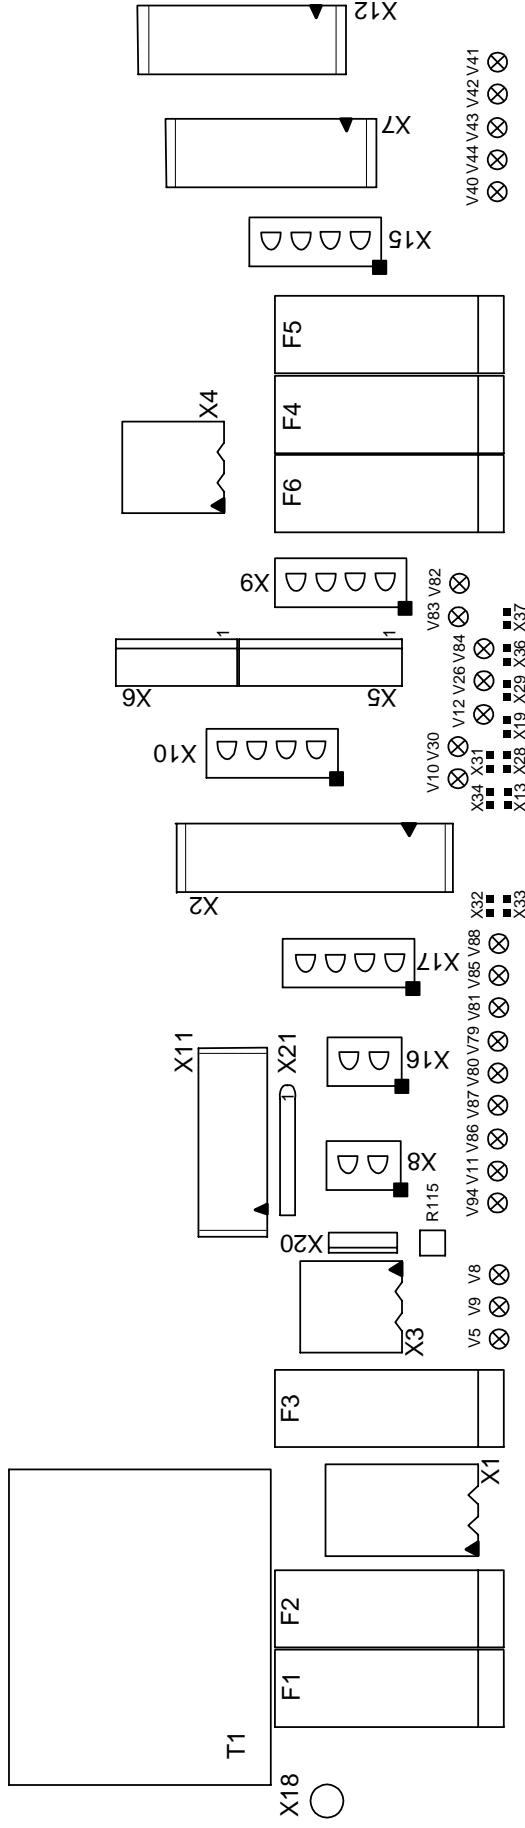 X12
V41
V42
X7
V43
V44
V40
X15
F5
X4
F4
F6
X9
V82
V83
X37
1
1
V84
X36
X6
X5
V26
X29
V12
X19
X10
V30
X31
X28
V10
X34
X13
X2
X32
X33
V88
X17
V85
V81
X11
X21
V79
X16
V80
1
V87
V86
X8
V11
R115
V94
X20
V8
V9
X3
V5
F3
X1
F2
F1
T1
X18